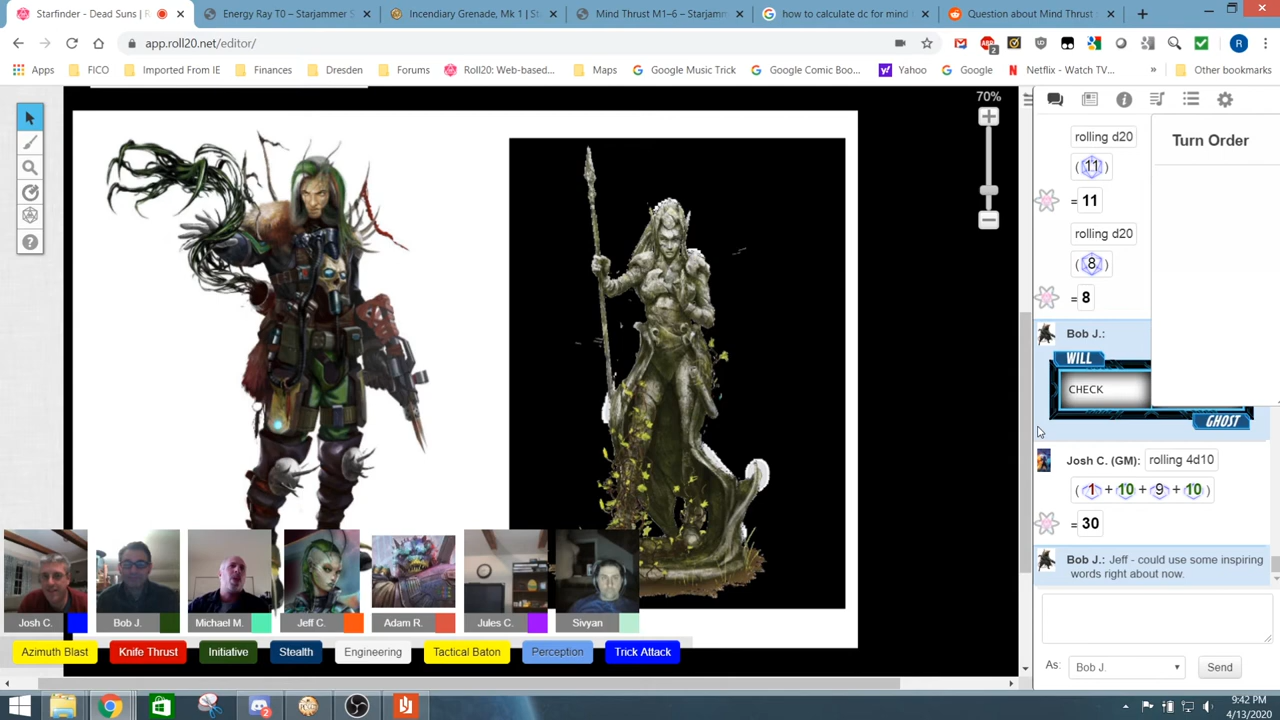 Starfinder - Dead Suns | R
Energy Ray T0 – Starjammer S
Incendiary Grenade, Mk 1 | St
Mind Thrust M1–6 – Starjamm
how to calculate dc for mind t
Question about Mind Thrust s
app.roll20.net/editor/
2
R
Apps
FICO
Imported From IE
Finances
Dresden
Forums
Roll20: Web-based...
Maps
Google Music Trick
Google Comic Boo...
Yahoo
Google
Netflix - Watch TV...
»
Other bookmarks
70%
rolling d20
Turn Order
(11)
= 11
rolling d20
(8)
= 8
Bob J.:
WILL
CHECK
GHOST
Josh C. (GM): rolling 4d10
(1+10+9+10)
= 30
Bob J.: Jeff - could use some inspiring
words right about now.
Josh C.
Bob J.
Michael M.
Jeff C.
Adam R.
Jules C.
Sivyan
Azimuth Blast
Knife Thrust
Initiative
Stealth
Engineering
Tactical Baton
Perception
Trick Attack
As:
Bob J.
Send
2
9:42 PM
4/13/2020